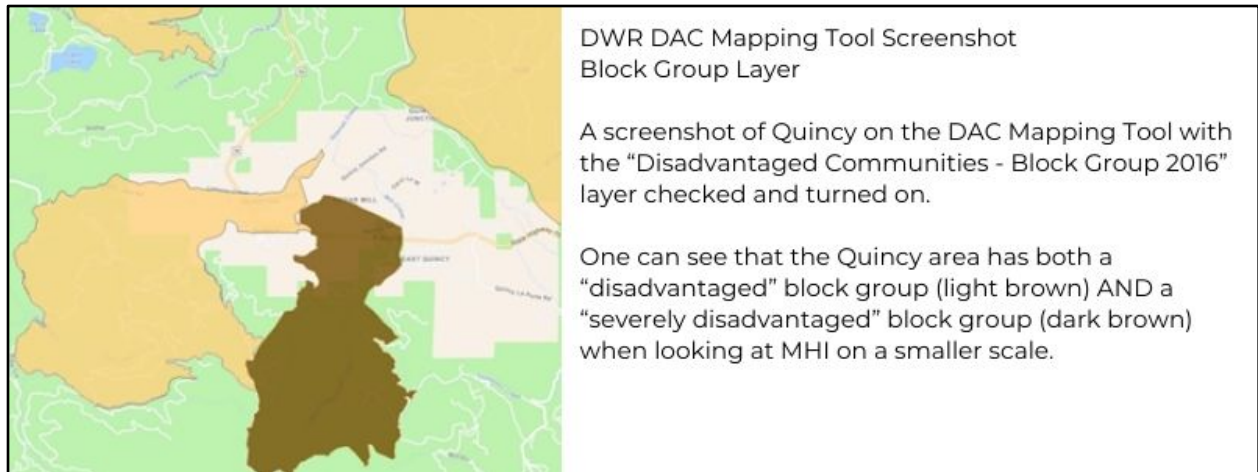 DWR DAC Mapping Tool Screenshot
Block Group Layer
A screenshot of Quincy on the DAC Mapping Tool with
the “Disadvantaged Communities - Block Group 2016”
layer checked and turned on.
One can see that the Quincy area has both a
“disadvantaged” block group (light brown) AND a
“severely disadvantaged” block group (dark brown)
when looking at MHI on a smaller scale.
JUNCTION
MILL
EAST QUINCY